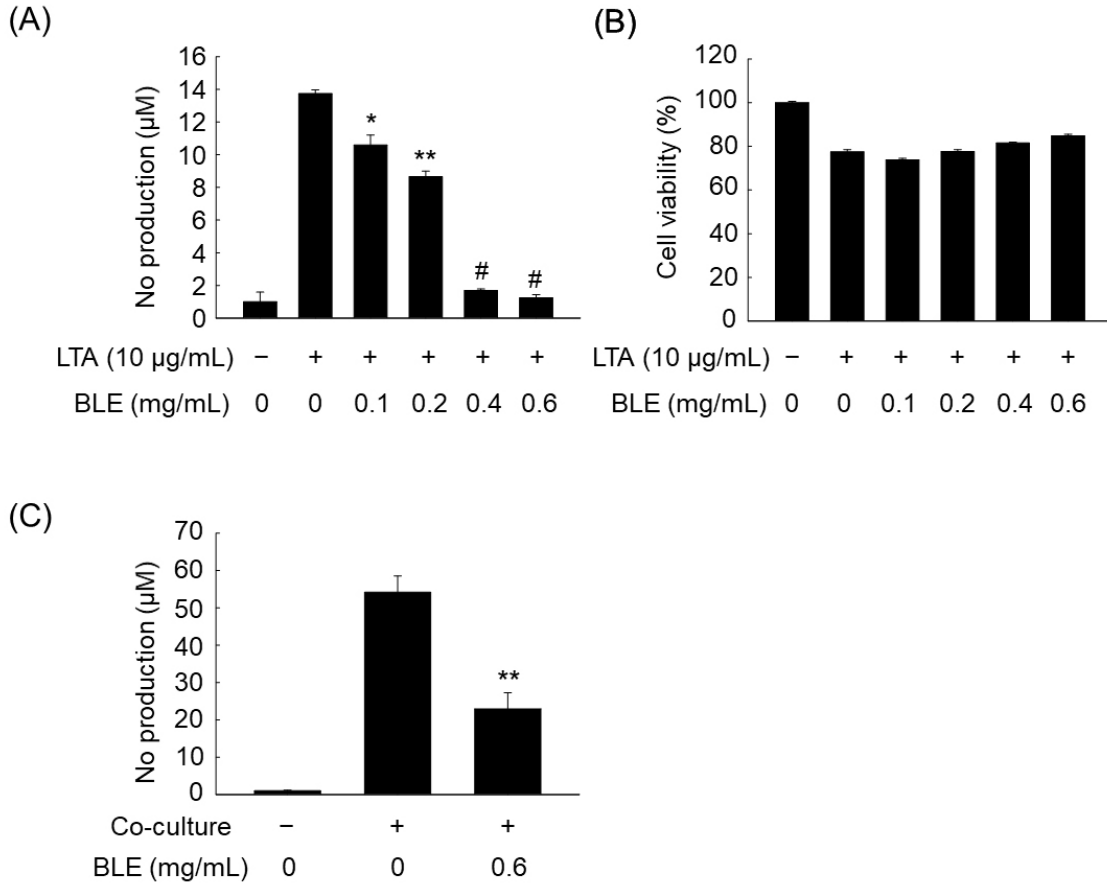 (A)
No production (µM)
16
14
12
10
8
6
4
2
0
*
**
#
#
LTA (10 µg/mL) − + + + + +
BLE (mg/mL) 0 0 0.1 0.2 0.4 0.6
(B)
Cell viability (%)
120
100
80
60
40
20
0
LTA (10 µg/mL) − + + + + +
BLE (mg/mL) 0 0 0.1 0.2 0.4 0.6
(C)
No production (µM)
70
60
50
40
30
20
10
0
**
Co-culture − + +
BLE (mg/mL) 0 0 0.6